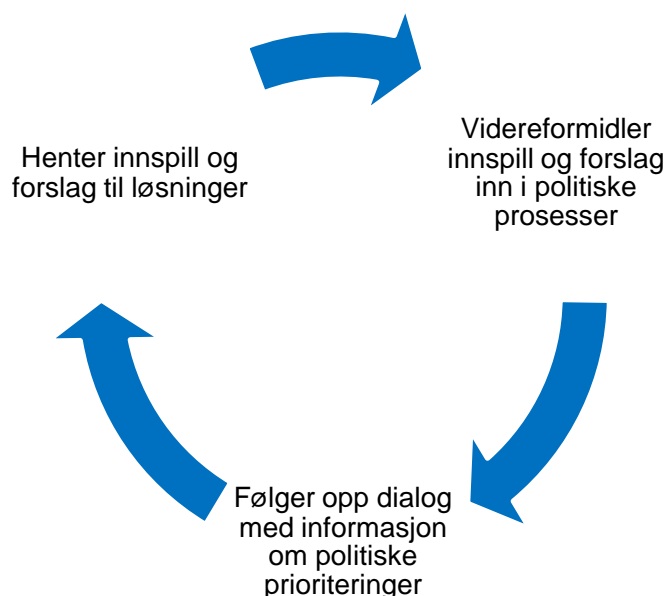 Henter innspill og
forslag til løsninger
Videreformidler
innspill og forslag
inn i politiske
prosesser
Følger opp dialog
med informasjon
om politiske
prioriteringer